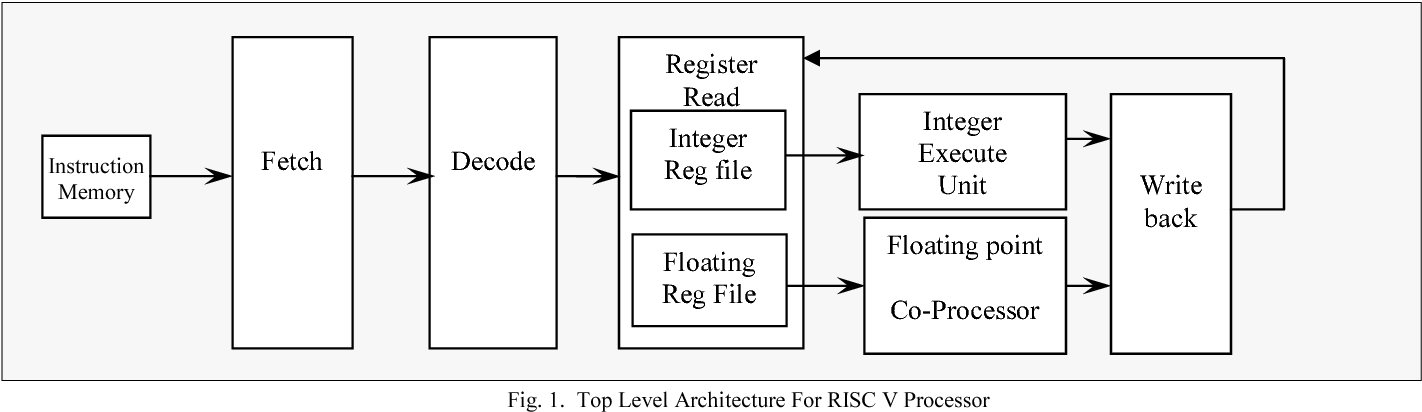 Instruction
Memory
Fetch
Decode
Register
Read
Integer
Reg file
Floating
Reg File
Integer
Execute
Unit
Floating point
Co-Processor
Write
back
Fig. 1.  Top Level Architecture For RISC V Processor